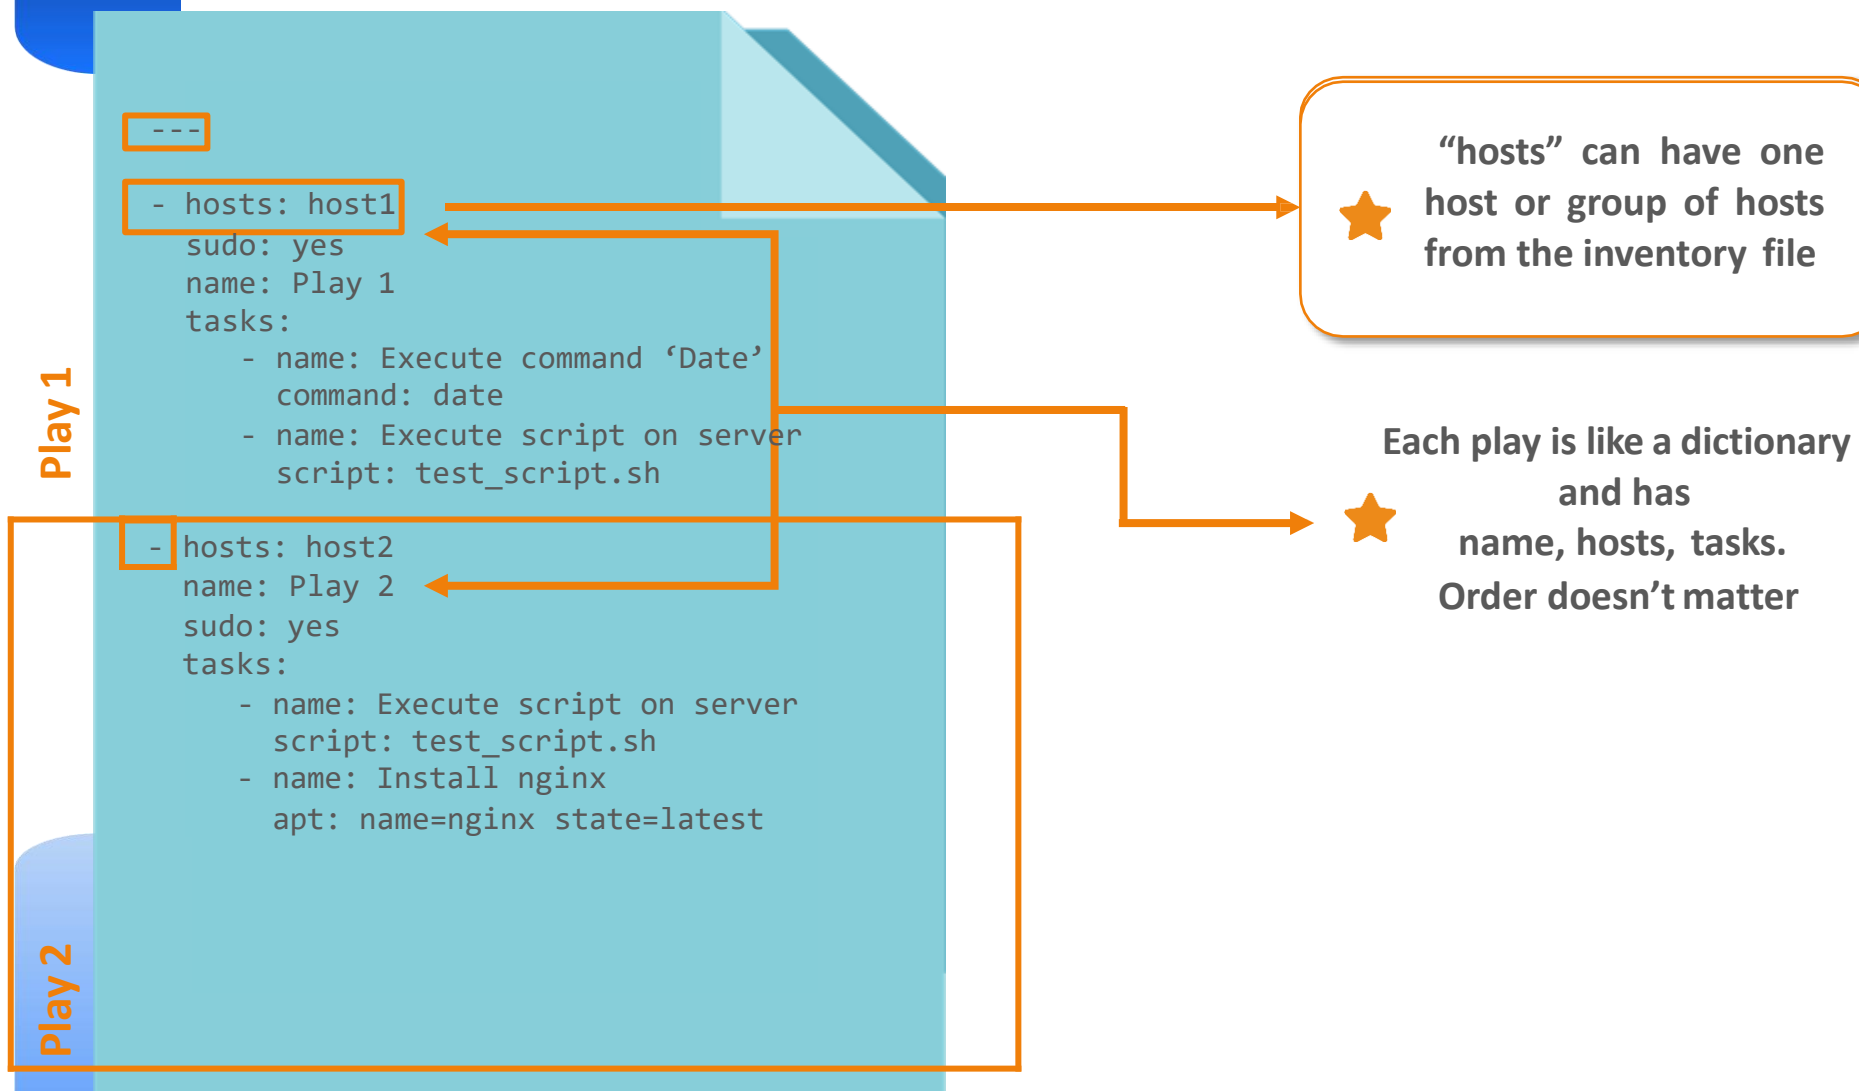 ---
- hosts: host1
sudo: yes
name: Play 1
tasks:
- name: Execute command ‘Date’
command: date
- name: Execute script on server
script: test_script.sh
- hosts: host2
name: Play 2
sudo: yes
tasks:
- name: Execute script on server
script: test_script.sh
- name: Install nginx
apt: name=nginx state=latest
Play 1
Play 2
“hosts” can have one
host or group of hosts
from the inventory file
Each play is like a dictionary
and has
name, hosts, tasks.
Order doesn’t matter